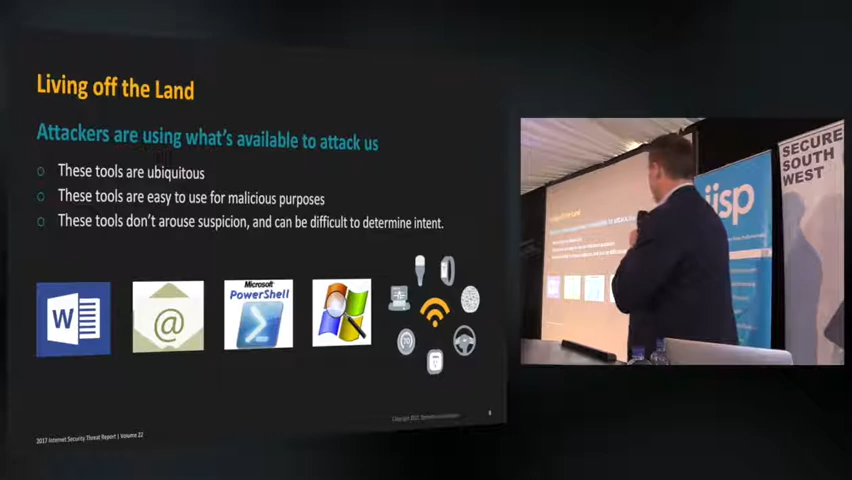 Living off the Land
Attackers are using what's available to attack us
These tools are ubiquitous
These tools are easy to use for malicious purposes
These tools don't arouse suspicion, and can be difficult to determine intent.
W
@
Microsoft
PowerShell
2017 Internet Security Threat Report | Volume 22
SECURE
SOUTH
WEST
iisp